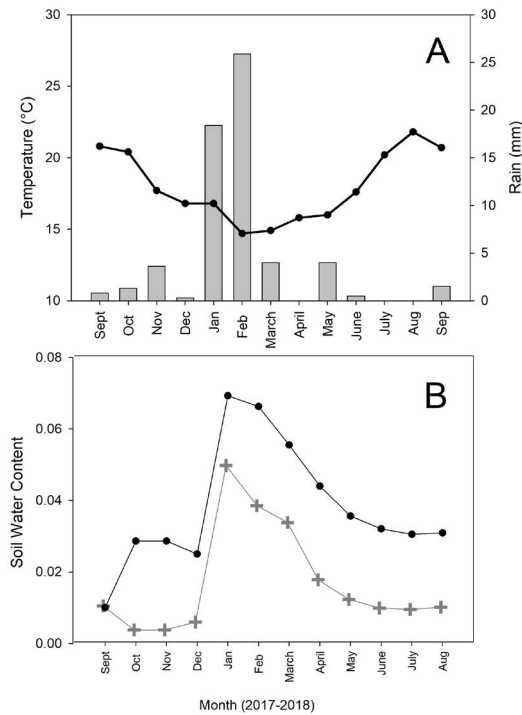 A
Temperature (°C)
30
25
20
15
10
Rain (mm)
30
25
20
15
10
5
0
Sept Oct Nov Dec Jan Feb March April May June July Aug Sep
B
Soil Water Content
0.08
0.06
0.04
0.02
0.00
Sept Oct Nov Dec Jan Feb March April May June July Aug
Month (2017-2018)